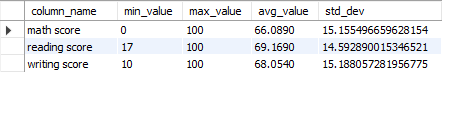 column_name min_value max_value avg_value std_dev
math score 0 100 66.0890 15.155496659628154
reading score 17 100 69.1690 14.592890015346521
writing score 10 100 68.0540 15.188057281956775